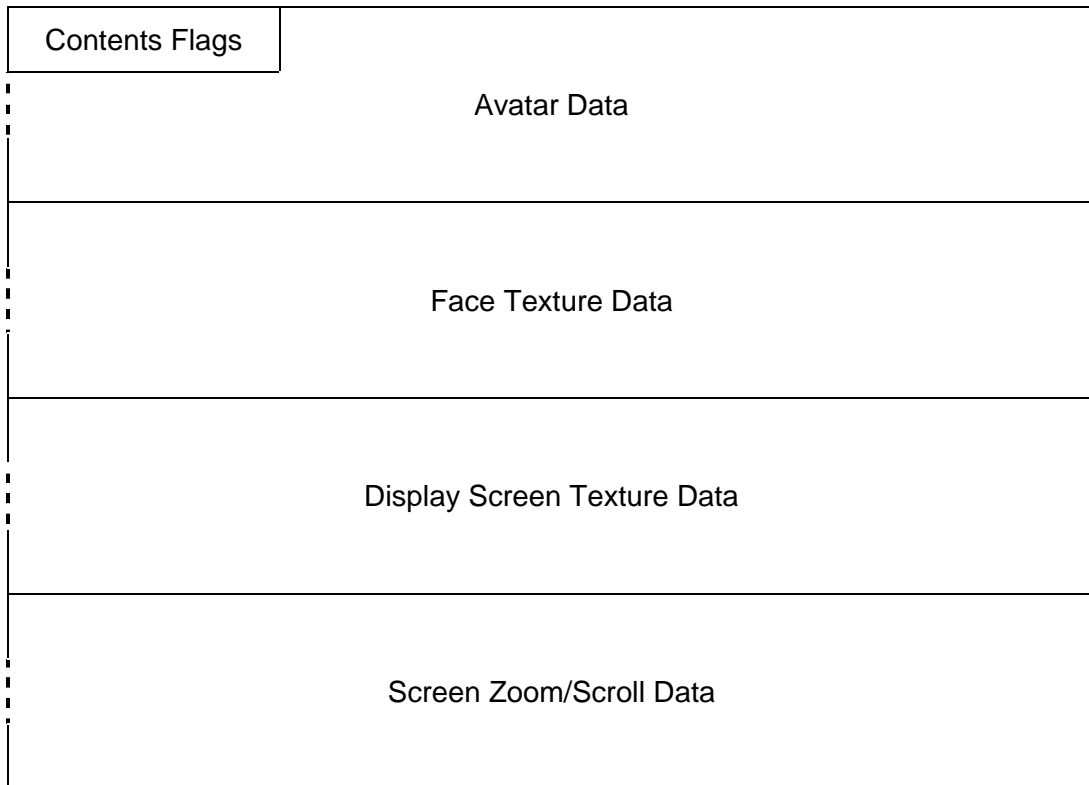 Contents Flags
Avatar Data
Face Texture Data
Display Screen Texture Data
Screen Zoom/Scroll Data